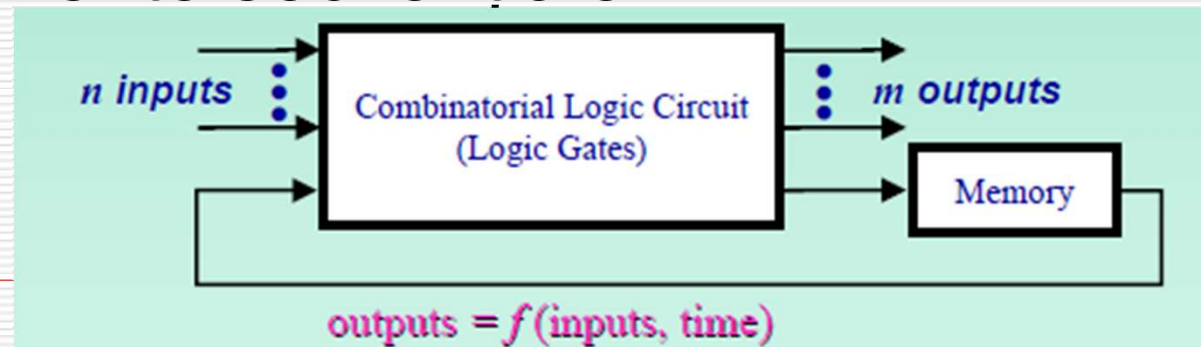 n inputs
m outputs
Combinatorial Logic Circuit
(Logic Gates)
Memory
outputs = f (inputs, time)